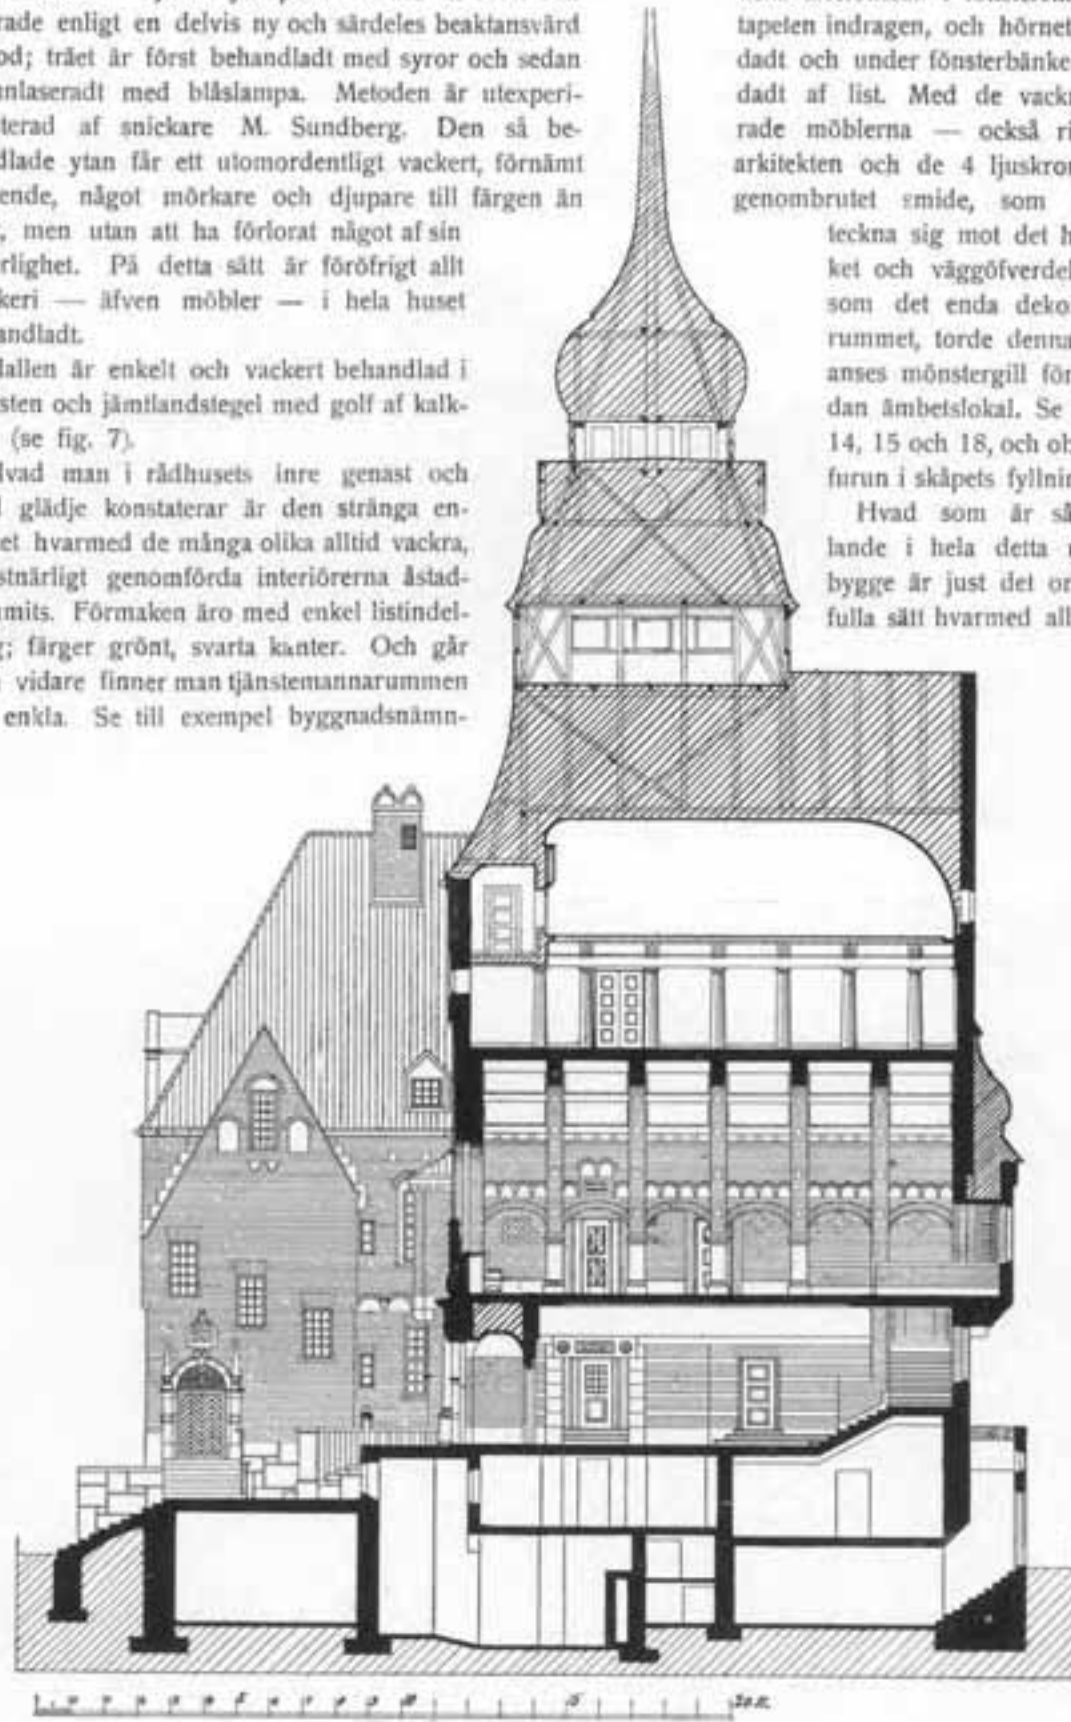 rade enligt en delvis ny och särdeles beaktansvärd
od; träet är först behandladt med syror och sedan
unlaseradt med blåslampa. Metoden är utexperi-
terad af snickare M. Sundberg. Den så be-
dlade ytan får ett utomordentligt vackert, förnämt
ende, något mörkare och djupare till färgen än
, men utan att ha förlorat något af sin
rlighet. På detta sätt är föröfrigt allt
keri — äfven möbler — i hela huset
andladt.
Hallen är enkelt och vackert behandlad i
sten och jämtlandstegel med golf af kalk-
(se fig. 7).
Hvad man i rådhusets inre genast och
d glädje konstaterar är den stränga en-
et hvarmed de många olika alltid vackra,
stnärligt genomförda interiörerna åstad-
mmits. Förmaken äro med enkel listindel-
g; färger grönt, svarta kanter. Och går
vidare finner man tjänstemannarummen
enkla. Se till exempel byggnadsnämn-
tapeten indragen, och hörnet
dadt och under fönsterbänke
dadt af list. Med de vackr
rade möblerna — också ri
arkitekten och de 4 ljuskron
genombrutet smide, som
teckna sig mot det h
ket och väggöfverdel
som det enda dekor
rummet, torde denna
anses mönstergill för
dan ämbetslokal. Se
14, 15 och 18, och ob
furun i skåpets fyllnin
Hvad som är sä
lande i hela detta r
bygge är just det or
fulla sätt hvarmed all
5 10 15 20 M.